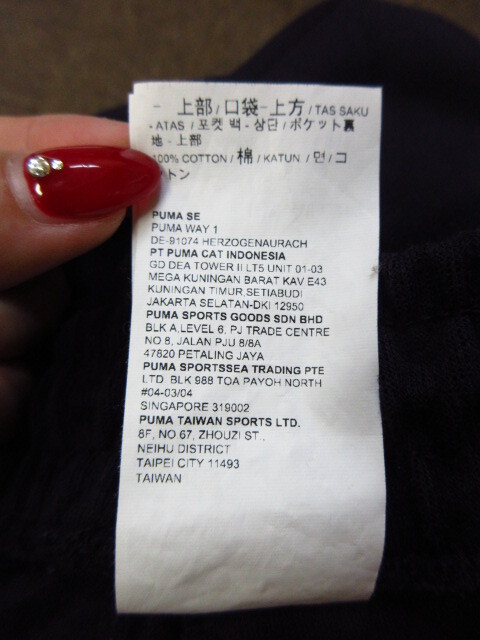 - 上部 / 口袋-上方 / TAS SAKU
- ATAS / 포켓 백 - 상단 / ポケット裏
地 - 上部
100% COTTON / 棉 / KATUN / 면 / コ
トン
PUMA SE
PUMA WAY 1
DE-91074 HERZOGENAURACH
PT PUMA CAT INDONESIA
GD DEA TOWER II LT5 UNIT 01-03
MEGA KUNINGAN BARAT KAV E43
KUNINGAN TIMUR,SETIABUDI
JAKARTA SELATAN-DKI 12950
PUMA SPORTS GOODS SDN BHD
BLK A,LEVEL 6, PJ TRADE CENTRE
NO 8, JALAN PJU 8/8A
47820 PETALING JAYA
PUMA SPORTSSEA TRADING PTE
LTD. BLK 988 TOA PAYOH NORTH
#04-03/04
SINGAPORE 319002
PUMA TAIWAN SPORTS LTD.
8F, NO 67, ZHOUZI ST.,
NEIHU DISTRICT
TAIPEI CITY 11493
TAIWAN